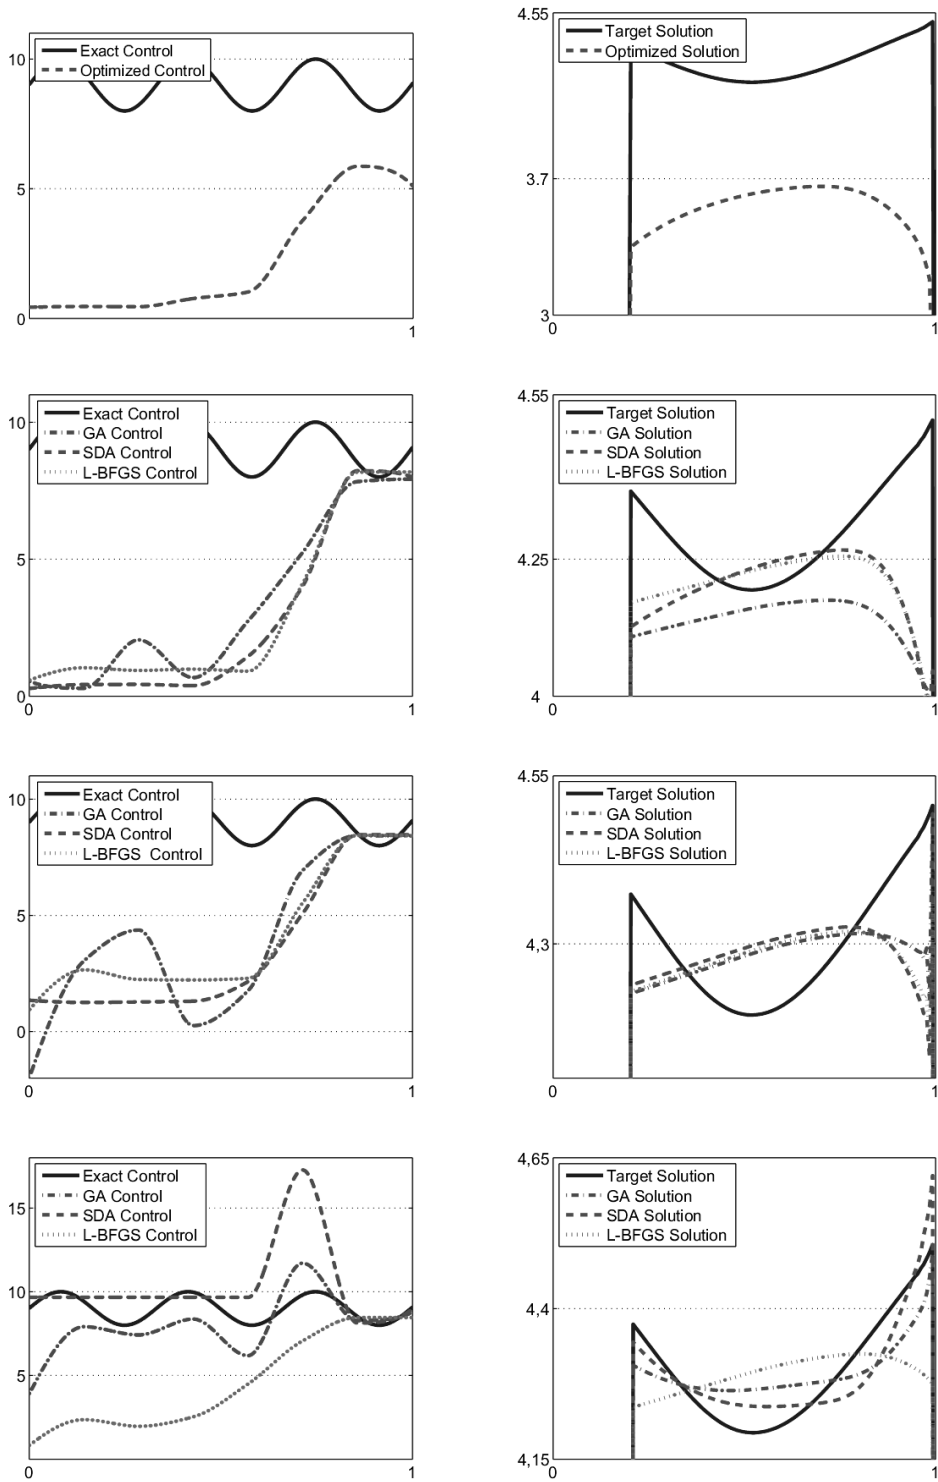 10
5
0
1
Exact Control
Optimized Control
4.55
3.7
3
0
1
Target Solution
Optimized Solution
10
5
0
0
1
Exact Control
GA Control
SDA Control
L-BFGS Control
4.55
4.25
4
0
1
Target Solution
GA Solution
SDA Solution
L-BFGS Solution
10
5
0
0
1
Exact Control
GA Control
SDA Control
L-BFGS Control
4.55
4.3
0
1
Target Solution
GA Solution
SDA Solution
L-BFGS Solution
15
10
5
0
1
Exact Control
GA Control
SDA Control
L-BFGS Control
4,65
4,4
4,15
0
1
Target Solution
GA Solution
SDA Solution
L-BFGS Solution